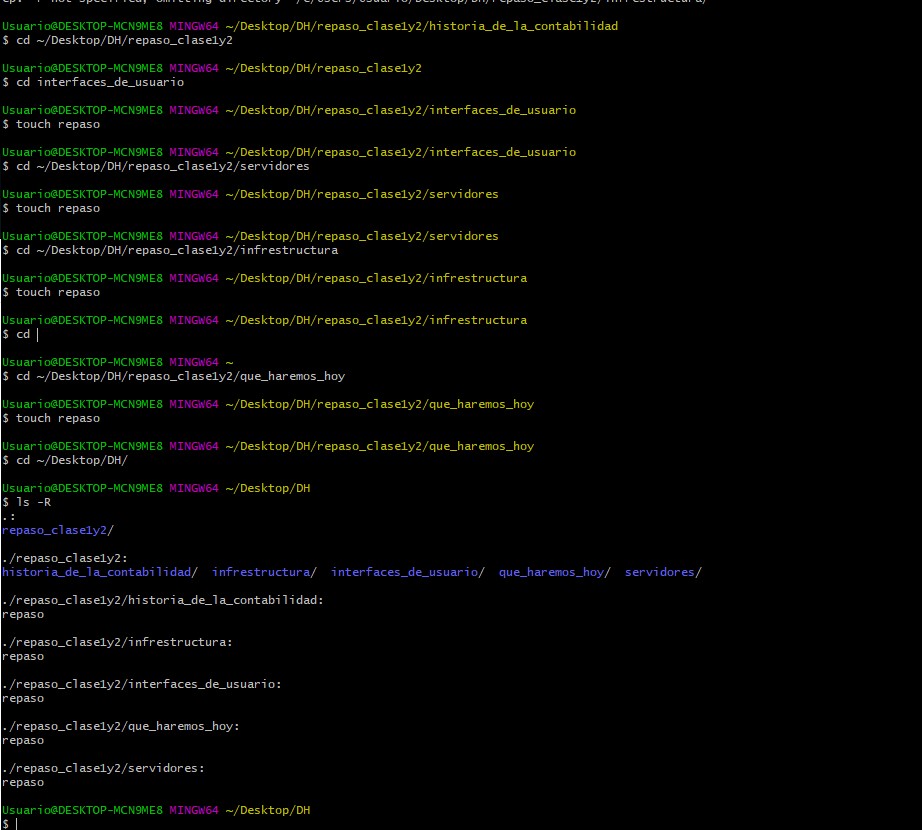 cp: -r not specified; omitting directory '/c/Users/Usuario/Desktop/DH/repaso_clase1y2/infrestructura/'
Usuario@DESKTOP-MCN9ME8 MINGW64 ~/Desktop/DH/repaso_clase1y2/historia_de_la_contabilidad
$ cd ~/Desktop/DH/repaso_clase1y2
Usuario@DESKTOP-MCN9ME8 MINGW64 ~/Desktop/DH/repaso_clase1y2
$ cd interfaces_de_usuario
Usuario@DESKTOP-MCN9ME8 MINGW64 ~/Desktop/DH/repaso_clase1y2/interfaces_de_usuario
$ touch repaso
Usuario@DESKTOP-MCN9ME8 MINGW64 ~/Desktop/DH/repaso_clase1y2/interfaces_de_usuario
$ cd ~/Desktop/DH/repaso_clase1y2/servidores
Usuario@DESKTOP-MCN9ME8 MINGW64 ~/Desktop/DH/repaso_clase1y2/servidores
$ touch repaso
Usuario@DESKTOP-MCN9ME8 MINGW64 ~/Desktop/DH/repaso_clase1y2/servidores
$ cd ~/Desktop/DH/repaso_clase1y2/infrestructura
Usuario@DESKTOP-MCN9ME8 MINGW64 ~/Desktop/DH/repaso_clase1y2/infrestructura
$ touch repaso
Usuario@DESKTOP-MCN9ME8 MINGW64 ~/Desktop/DH/repaso_clase1y2/infrestructura
$ cd
Usuario@DESKTOP-MCN9ME8 MINGW64 ~
$ cd ~/Desktop/DH/repaso_clase1y2/que_haremos_hoy
Usuario@DESKTOP-MCN9ME8 MINGW64 ~/Desktop/DH/repaso_clase1y2/que_haremos_hoy
$ touch repaso
Usuario@DESKTOP-MCN9ME8 MINGW64 ~/Desktop/DH/repaso_clase1y2/que_haremos_hoy
$ cd ~/Desktop/DH/
Usuario@DESKTOP-MCN9ME8 MINGW64 ~/Desktop/DH
$ ls -R
.:
repaso_clase1y2/
./repaso_clase1y2:
historia_de_la_contabilidad/ infrestructura/ interfaces_de_usuario/ que_haremos_hoy/ servidores/
./repaso_clase1y2/historia_de_la_contabilidad:
repaso
./repaso_clase1y2/infrestructura:
repaso
./repaso_clase1y2/interfaces_de_usuario:
repaso
./repaso_clase1y2/que_haremos_hoy:
repaso
./repaso_clase1y2/servidores:
repaso
Usuario@DESKTOP-MCN9ME8 MINGW64 ~/Desktop/DH
$